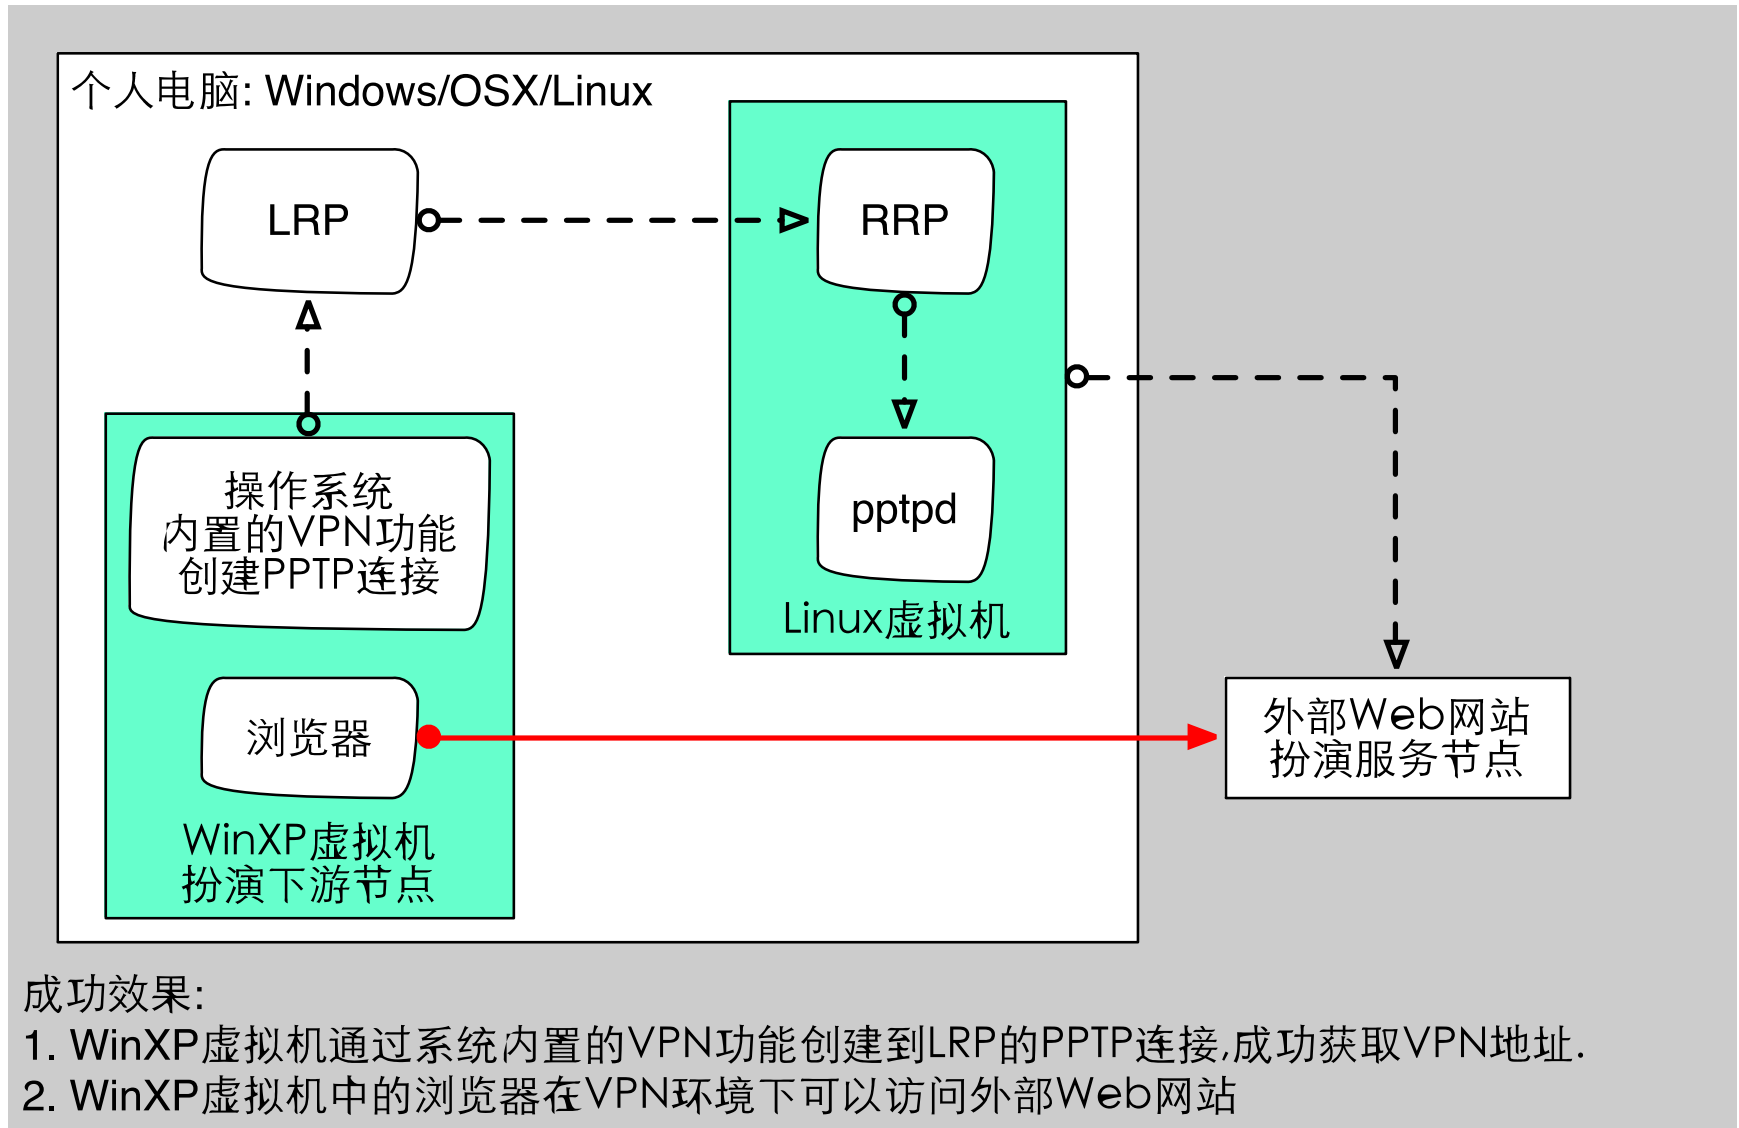 个人电脑: Windows/OSX/Linux
LRP
RRP
操作系统
内置的VPN功能
创建PPTP连接
pptpd
Linux虚拟机
浏览器
外部Web网站
扮演服务节点
WinXP虚拟机
扮演下游节点
成功效果:
1. WinXP虚拟机通过系统内置的VPN功能创建到LRP的PPTP连接,成功获取VPN地址.
2. WinXP虚拟机中的浏览器在VPN环境下可以访问外部Web网站